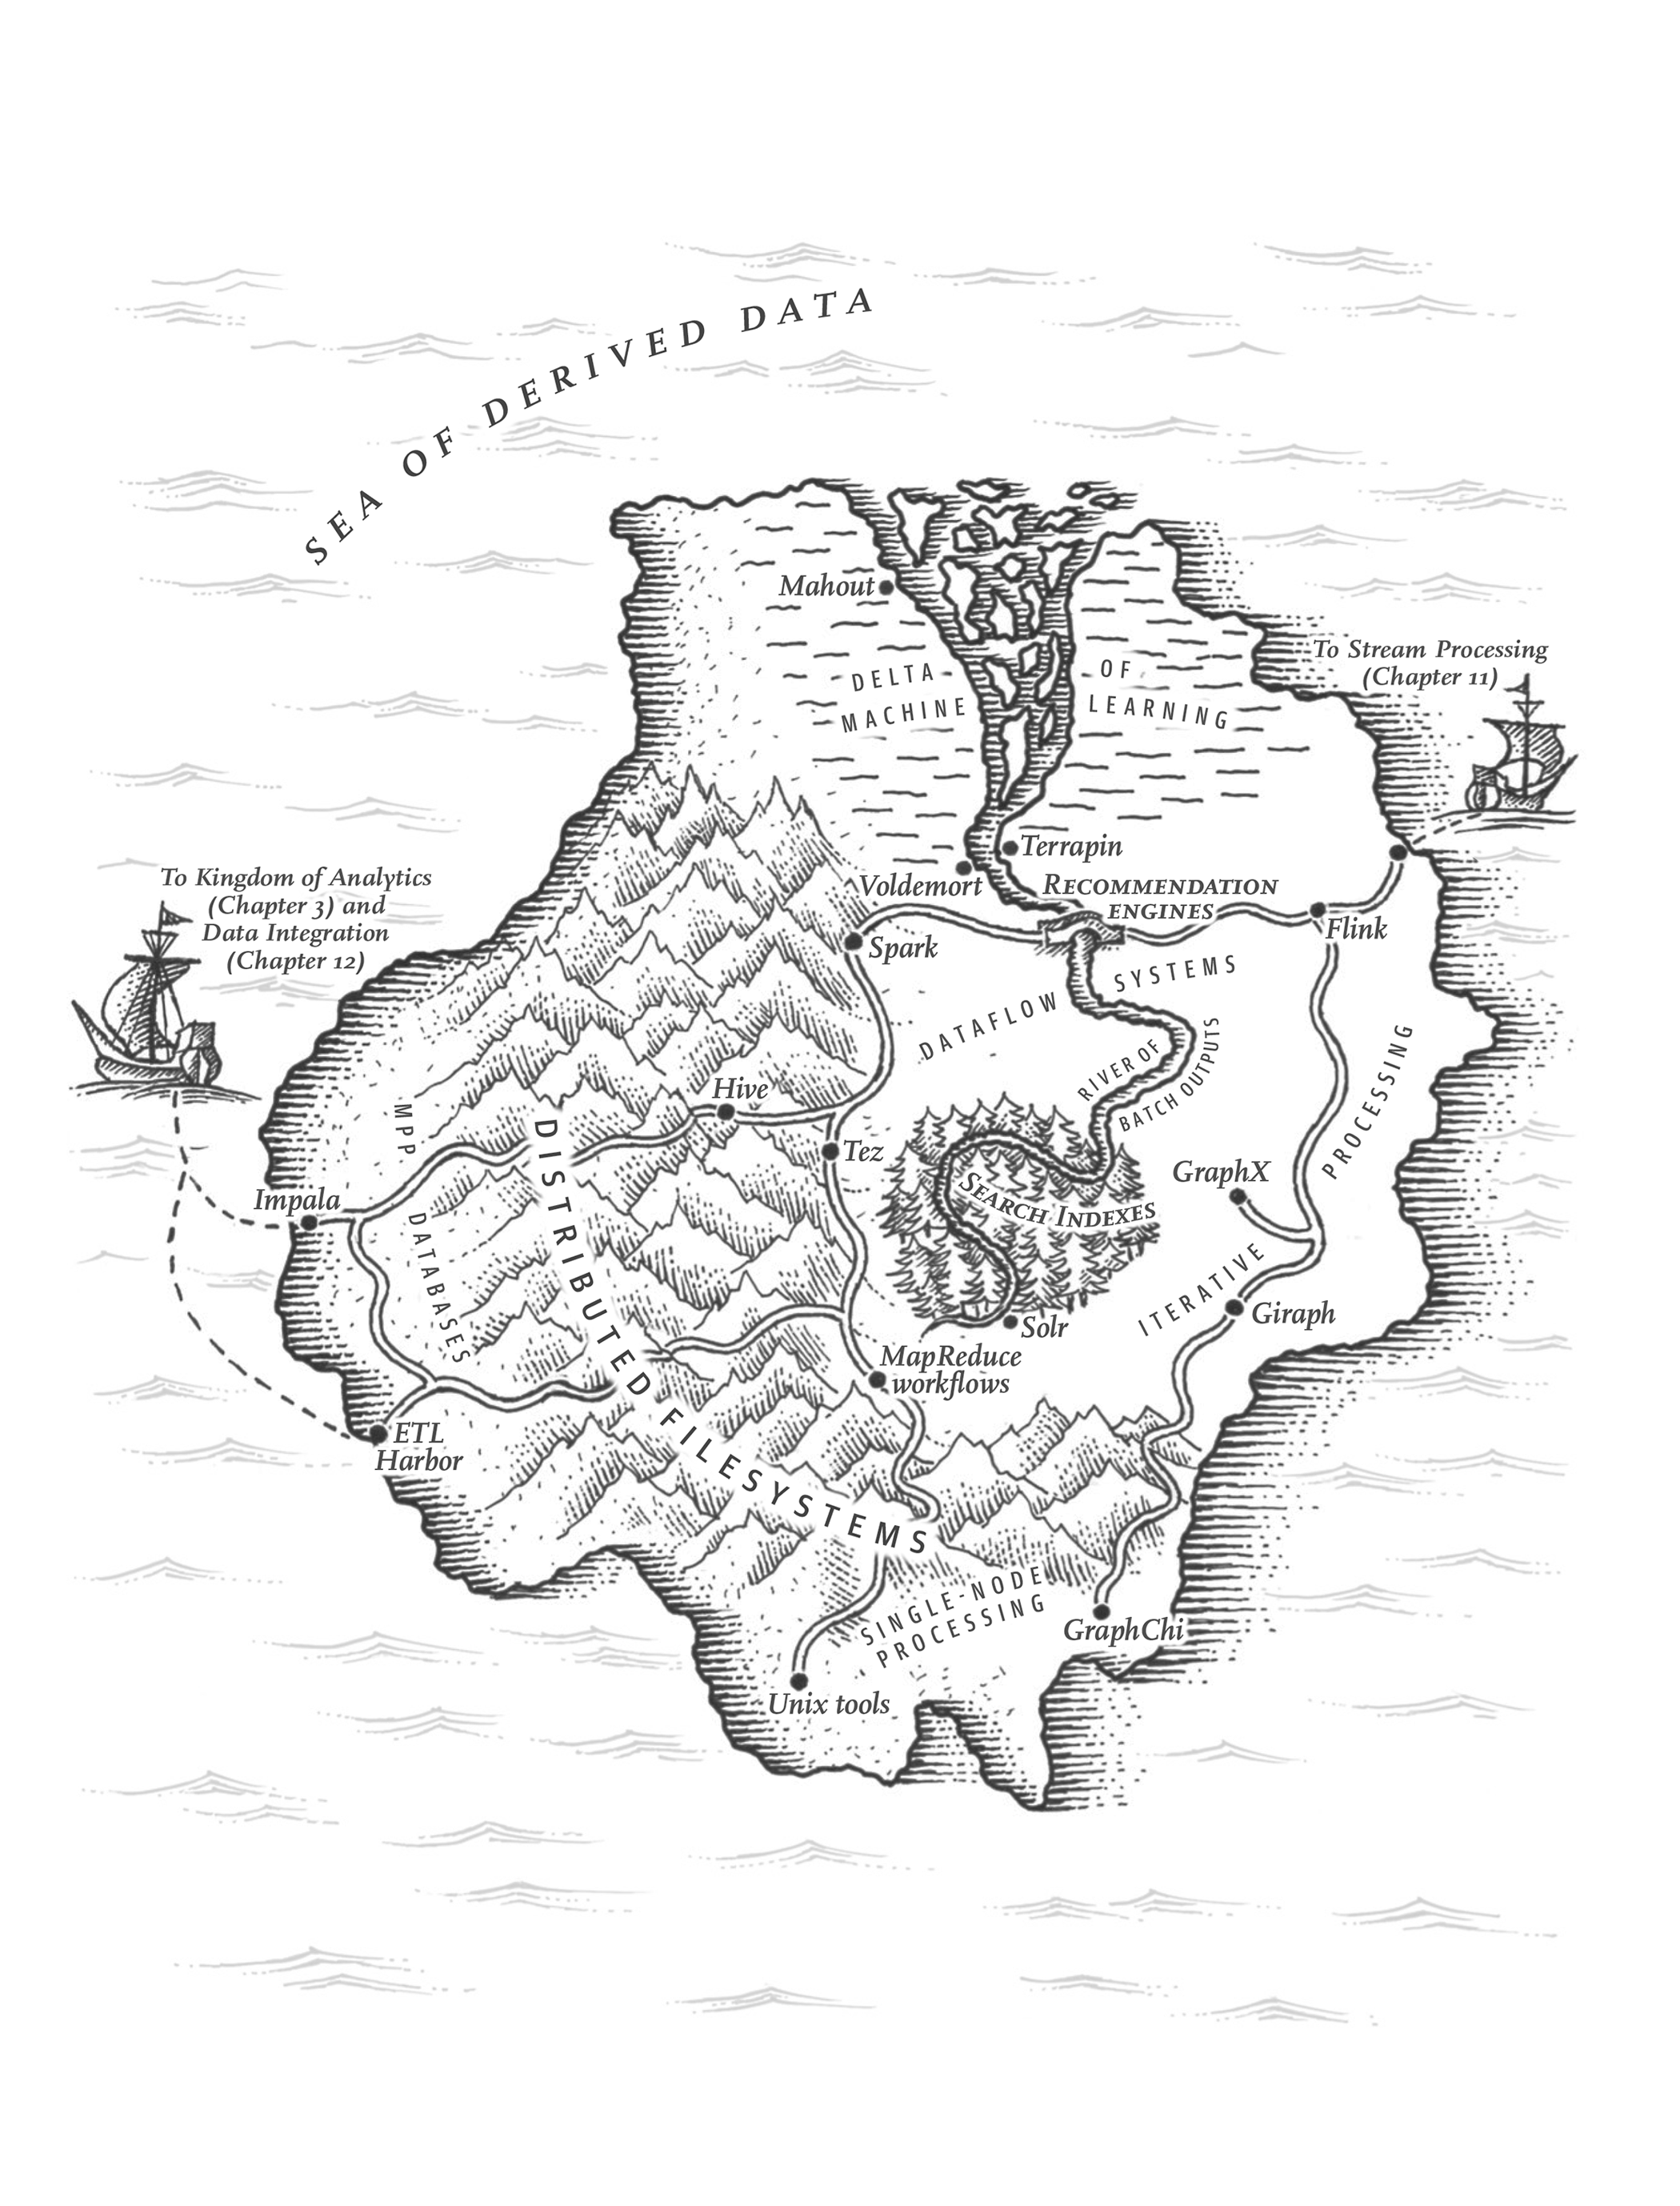 SEA OF DERIVED DATA
Mahout
To Stream Processing
(Chapter 11)
DELTA OF
MACHINE LEARNING
Terrapin
Voldemort
To Kingdom of Analytics
(Chapter 3) and
Data Integration
(Chapter 12)
RECOMMENDATION
ENGINES
Flink
Spark
DATAFLOW SYSTEMS
RIVER OF
BATCH OUTPUTS
PROCESSING
Hive
MPP
Tez
GraphX
SEARCH INDEXES
Impala
DATABASES
DISTRIBUTED FILESYSTEMS
ITERATIVE
Giraph
Solr
MapReduce
workflows
ETL
Harbor
SINGLE-NODE
PROCESSING
GraphChi
Unix tools